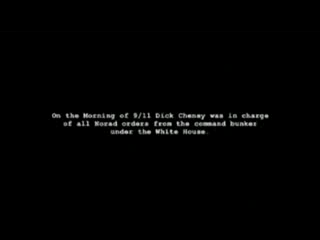 On the Morning of 9/11 Dick Cheney was in charge
of all Norad orders from the command bunker
under the White House.